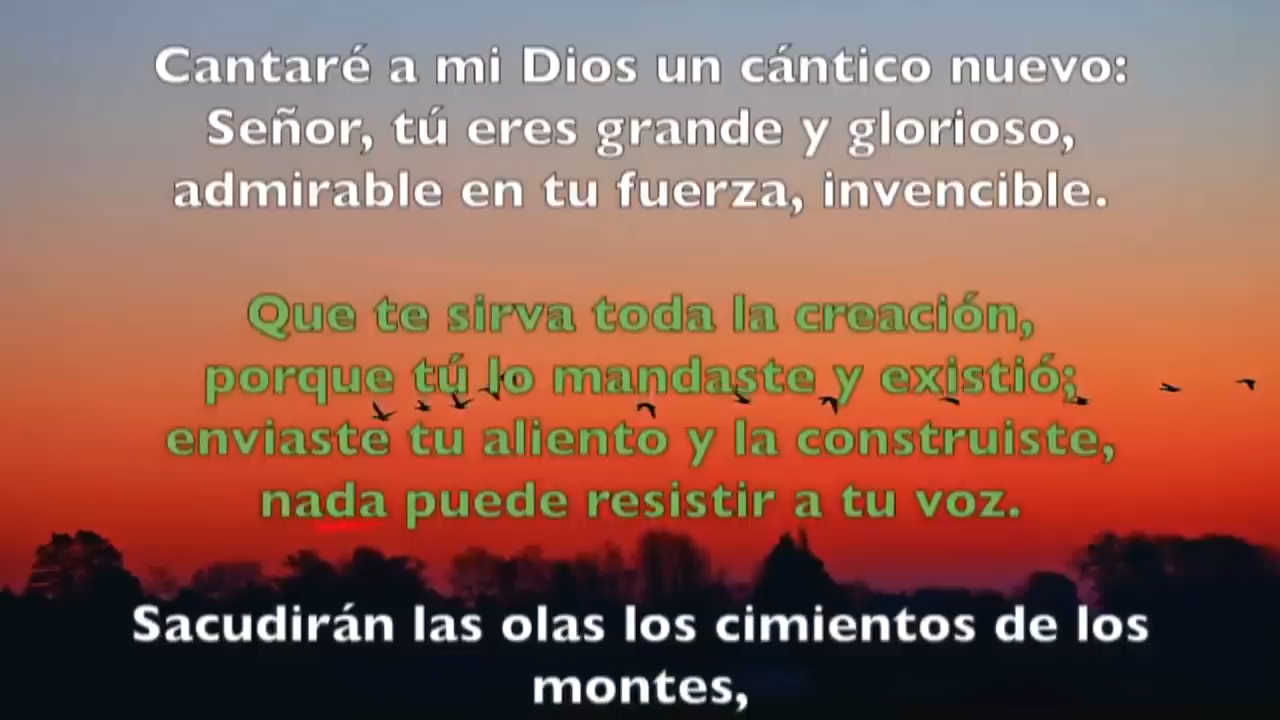 Cantaré a mi Dios un cántico nuevo:
Señor, tú eres grande y glorioso,
admirable en tu fuerza, invencible.
Que te sirva toda la creación,
porque tú lo mandaste y existió;
enviaste tu aliento y la construiste,
nada puede resistir a tu voz.
Sacudirán las olas los cimientos de los
montes,